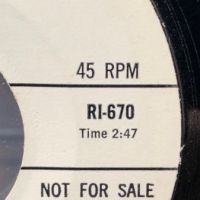 45 RPM
RI-670
Time 2:47
NOT FOR SALE